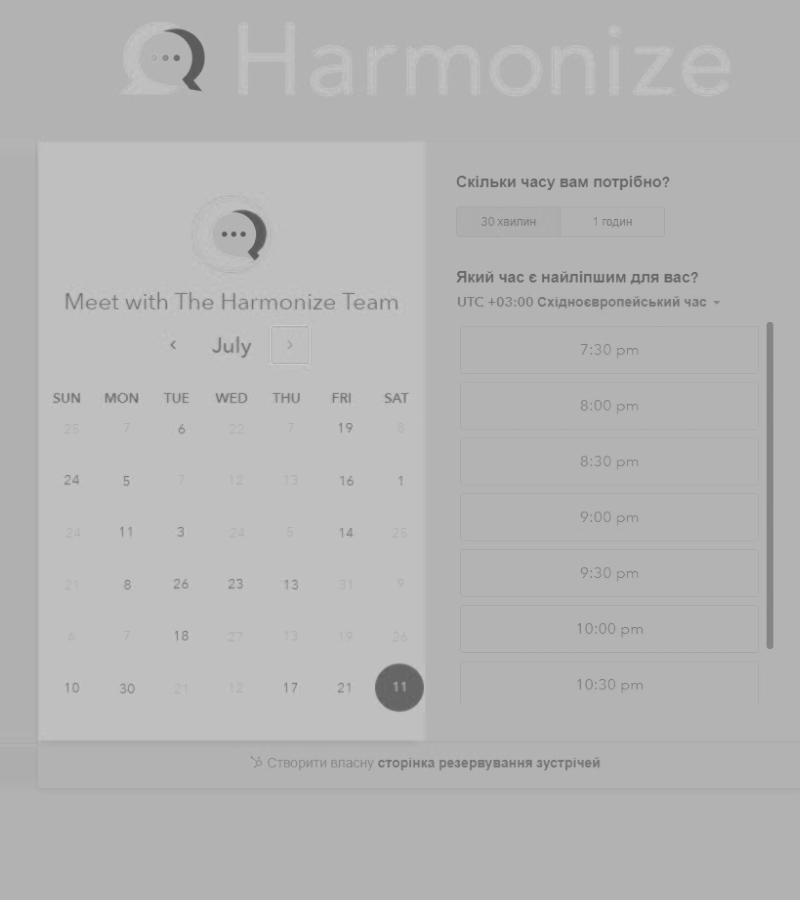 Harmonize
Meet with The Harmonize Team
July
SUN MON TUE WED THU FRI SAT
25 7 6 22 7 19 8
24 5 7 12 13 16 1
24 11 3 24 5 14 25
21 8 26 23 13 31 9
6 7 18 27 13 19 26
10 30 21 12 17 21 11
Скільки часу вам потрібно?
30 хвилин 1 годин
Який час є найліпшим для вас?
UTC +03:00 Східноєвропейський час
7:30 pm
8:00 pm
8:30 pm
9:00 pm
9:30 pm
10:00 pm
10:30 pm
Створити власну сторінка резервування зустрічей